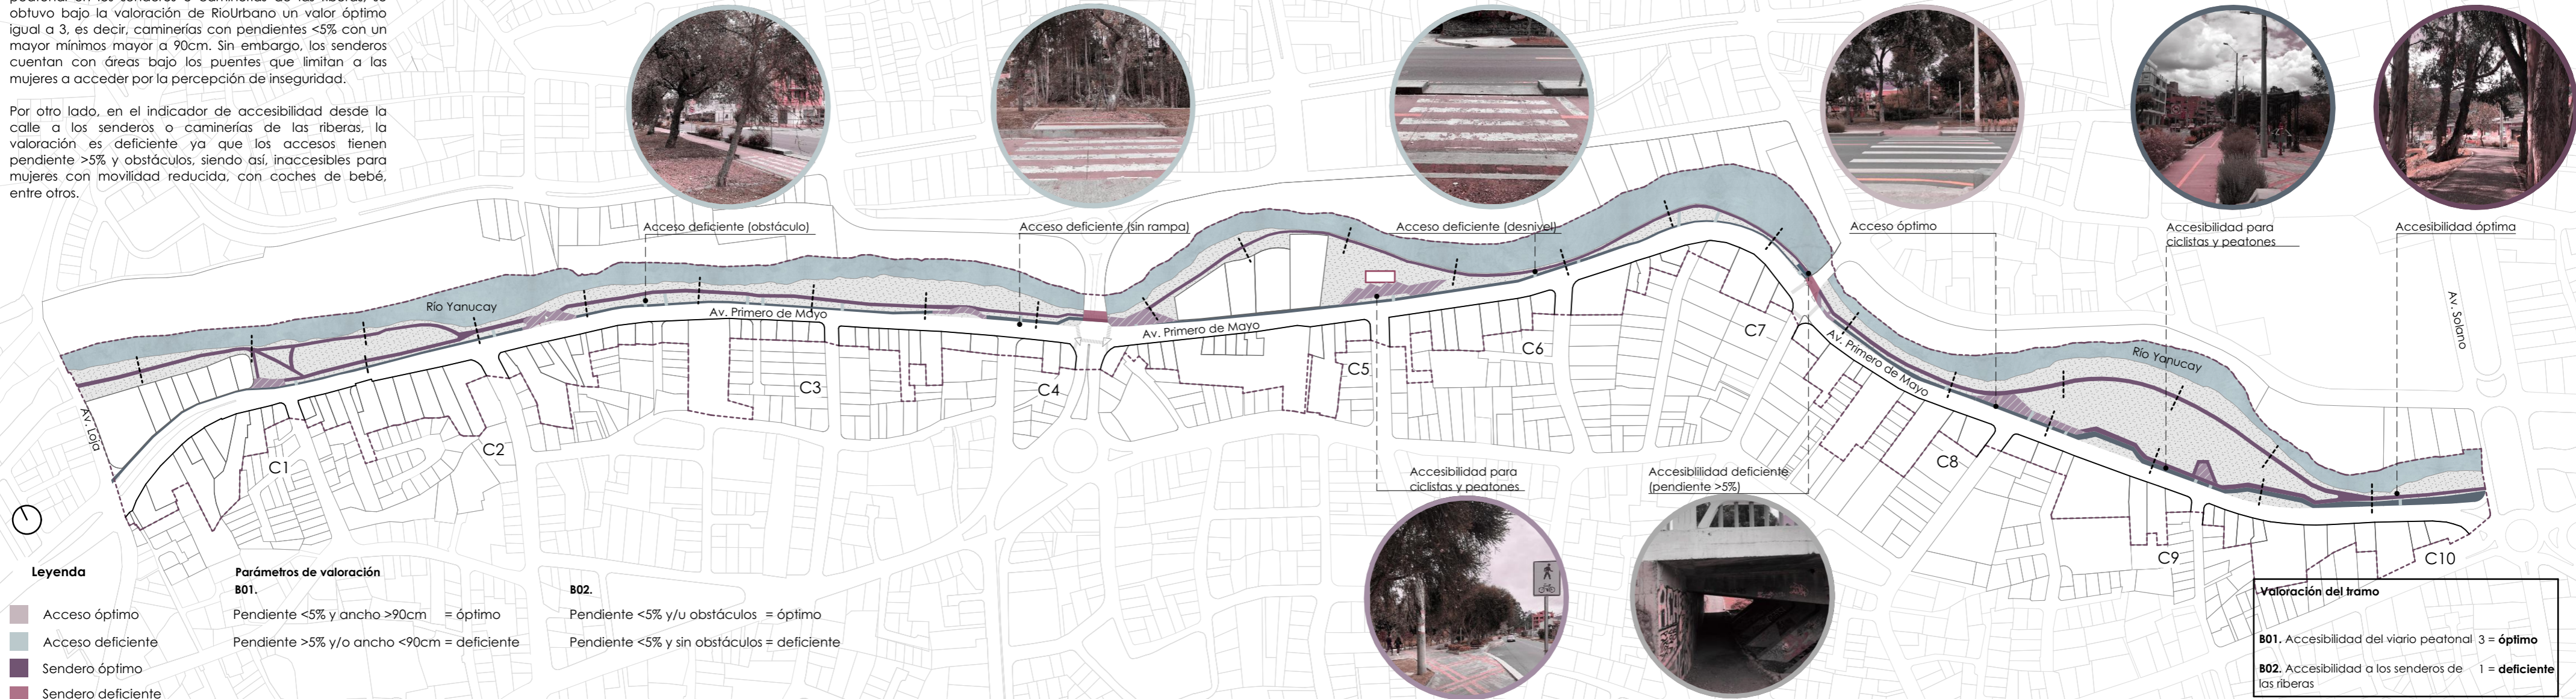 obtuvo bajo la valoración de RioUrbano un valor óptimo
igual a 3, es decir, caminerías con pendientes <5% con un
mayor mínimos mayor a 90cm. Sin embargo, los senderos
cuentan con áreas bajo los puentes que limitan a las
mujeres a acceder por la percepción de inseguridad.
Por otro lado, en el indicador de accesibilidad desde la
calle a los senderos o caminerías de las riberas, la
valoración es deficiente ya que los accesos tienen
pendiente >5% y obstáculos, siendo así, inaccesibles para
mujeres con movilidad reducida, con coches de bebé,
entre otros.
Acceso deficiente (obstáculo)
Acceso deficiente (sin rampa)
Acceso deficiente (desnivel)
Acceso óptimo
Accesibilidad para
ciclistas y peatones
Accesibilidad óptima
Río Yanucay
Av. Primero de Mayo
Av. Primero de Mayo
Av. Primero de Mayo
Río Yanucay
Av. Solano
Av. Loja
C1
C2
C3
C4
C5
C6
C7
C8
C9
C10
Accesibilidad para
ciclistas y peatones
Accesiblilidad deficiente
(pendiente >5%)
Leyenda
Acceso óptimo
Acceso deficiente
Sendero óptimo
Sendero deficiente
Parámetros de valoración
B01.
Pendiente <5% y ancho >90cm = óptimo
Pendiente >5% y/o ancho <90cm = deficiente
B02.
Pendiente <5% y/u obstáculos = óptimo
Pendiente <5% y sin obstáculos = deficiente
Valoración del tramo
B01. Accesibilidad del viario peatonal 3 = óptimo
B02. Accesibilidad a los senderos de 1 = deficiente
las riberas